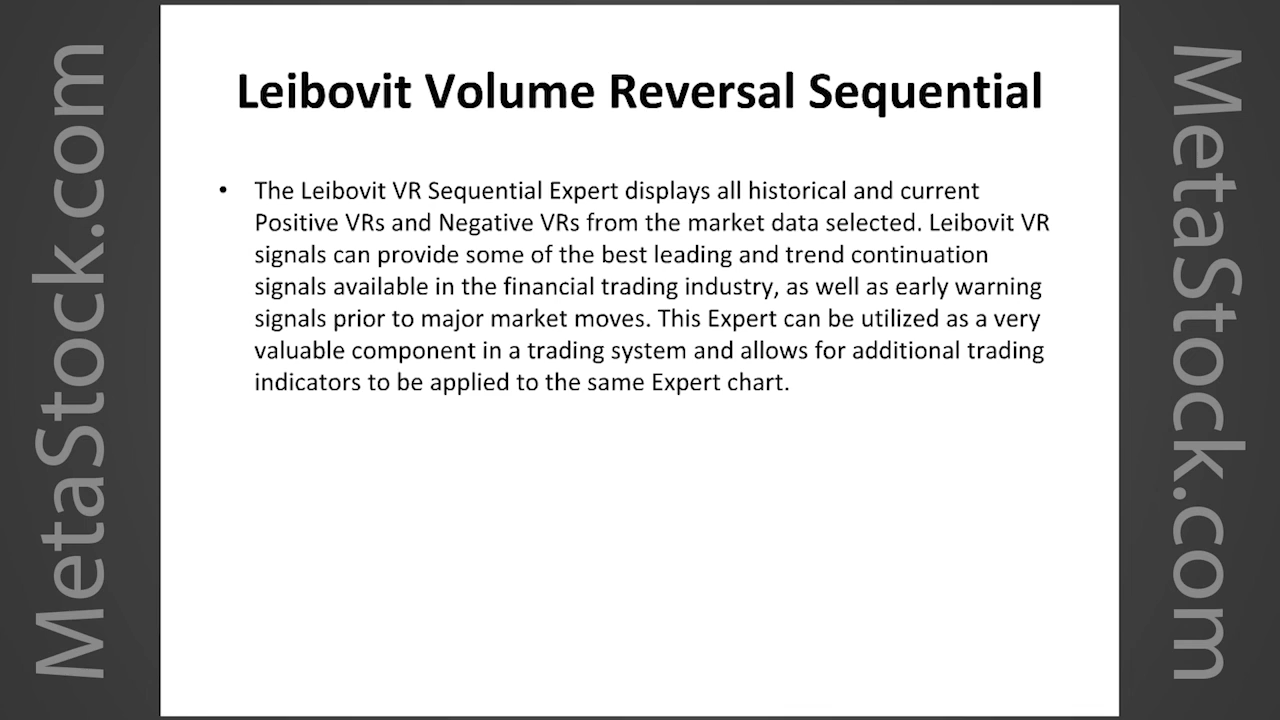 Leibovit Volume Reversal Sequential
• The Leibovit VR Sequential Expert displays all historical and current
Positive VRs and Negative VRs from the market data selected. Leibovit VR
signals can provide some of the best leading and trend continuation
signals available in the financial trading industry, as well as early warning
signals prior to major market moves. This Expert can be utilized as a very
valuable component in a trading system and allows for additional trading
indicators to be applied to the same Expert chart.
MetaStock.com
MetaStock.com